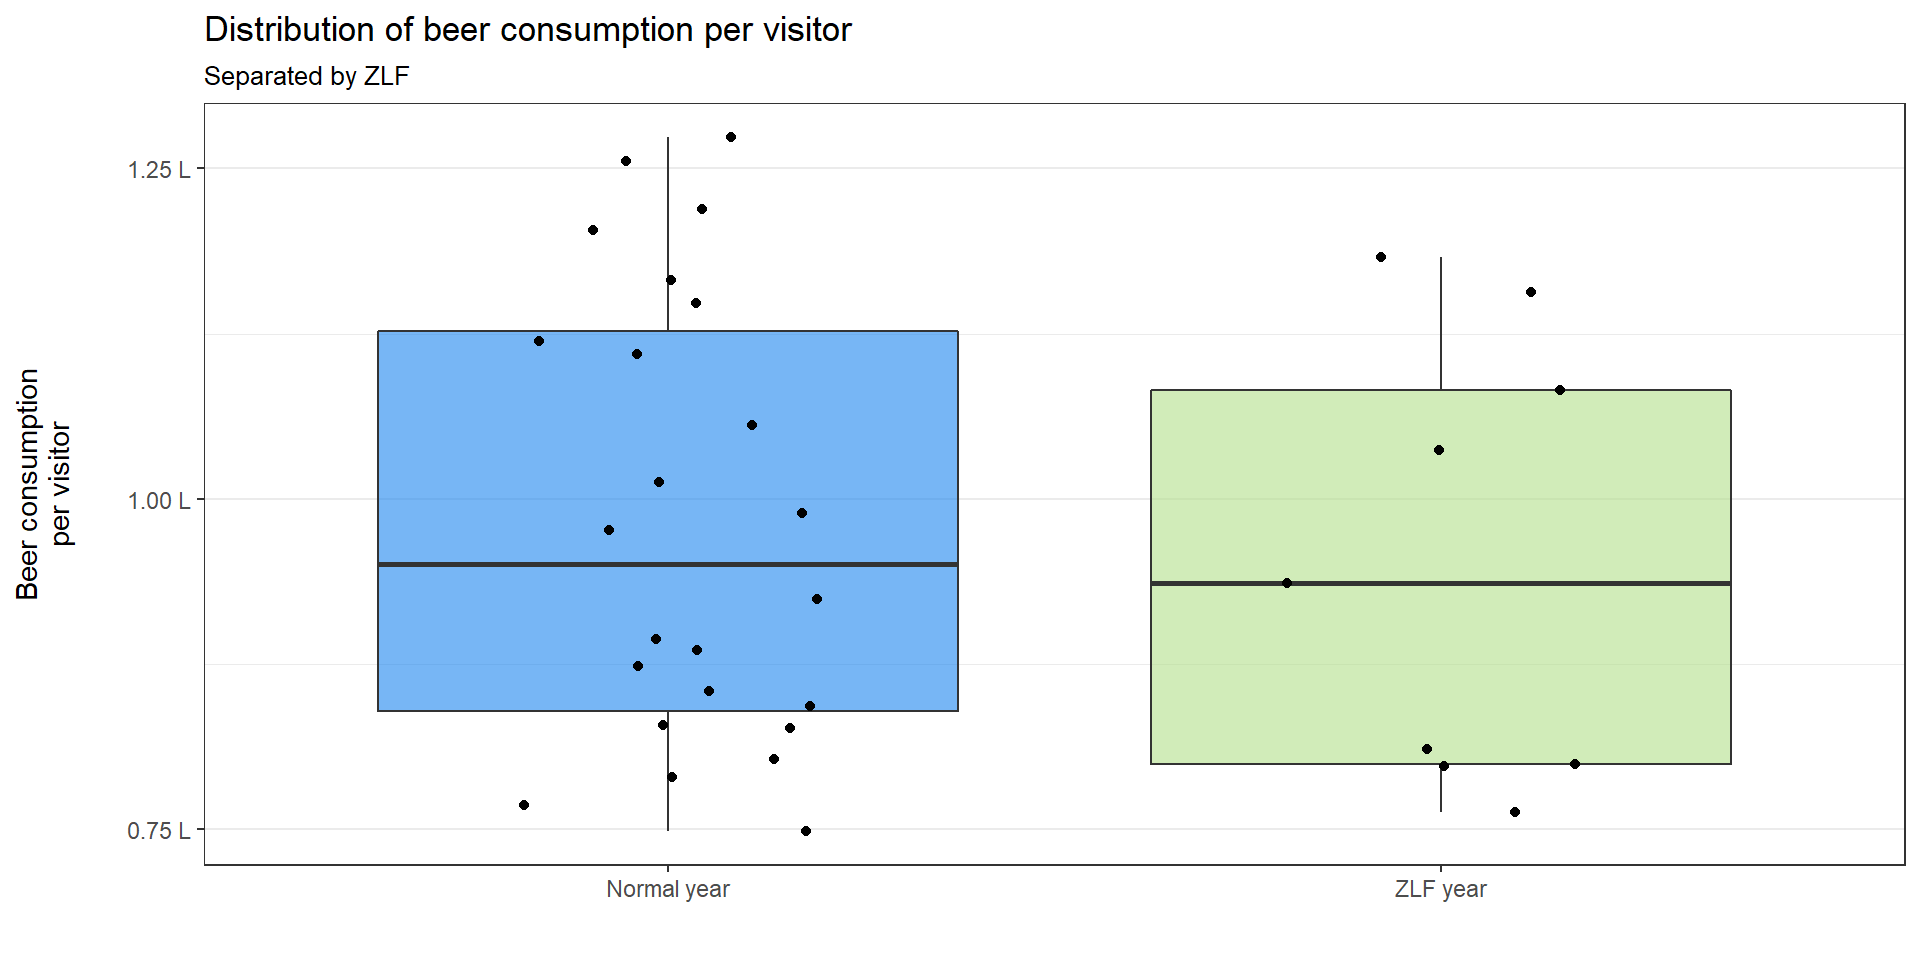 Distribution of beer consumption per visitor
Separated by ZLF
Beer consumption
per visitor
1.25 L
1.00 L
0.75 L
Normal year
ZLF year